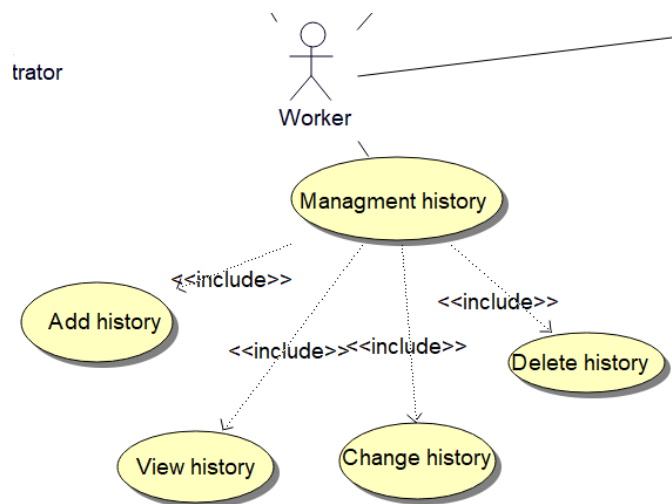 trator
Worker
Managment history
<<include>>
Add history
<<include>>
Delete history
<<include>>
<<include>>
View history
Change history